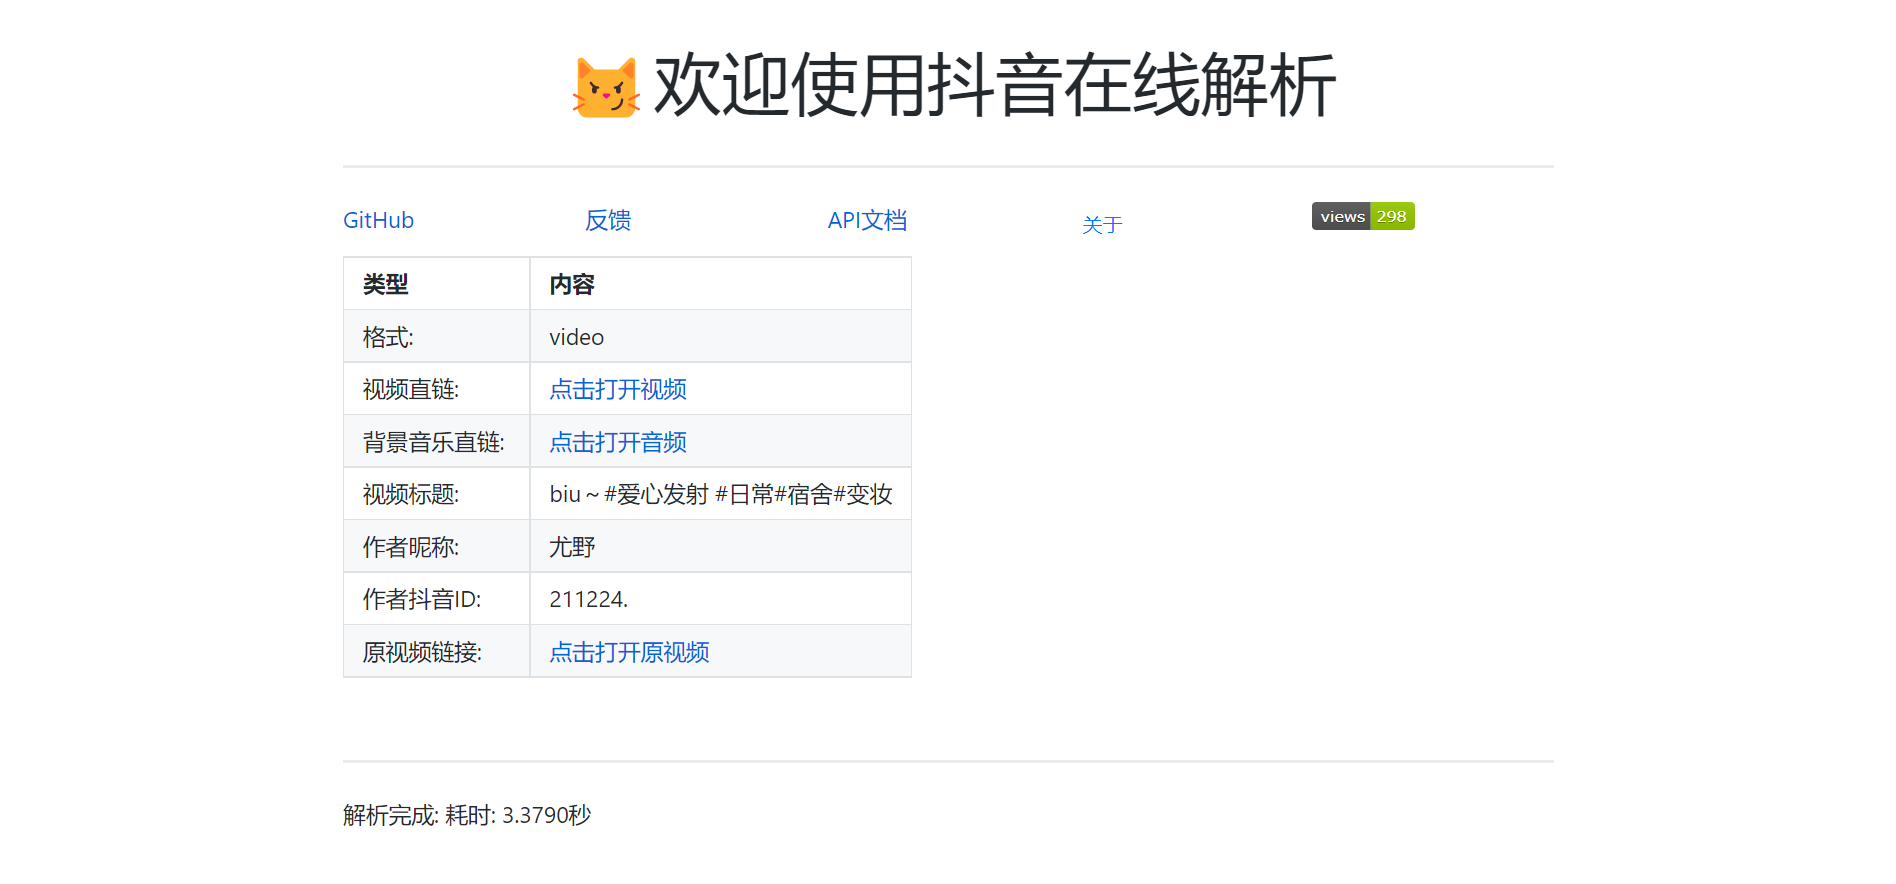 欢迎使用抖音在线解析
GitHub 反馈 API文档 关于 views 298
类型 内容
格式: video
视频直链: 点击打开视频
背景音乐直链: 点击打开音频
视频标题: biu～#爱心发射 #日常#宿舍#变妆
作者昵称: 尤野
作者抖音ID: 211224.
原视频链接: 点击打开原视频
解析完成: 耗时: 3.3790秒